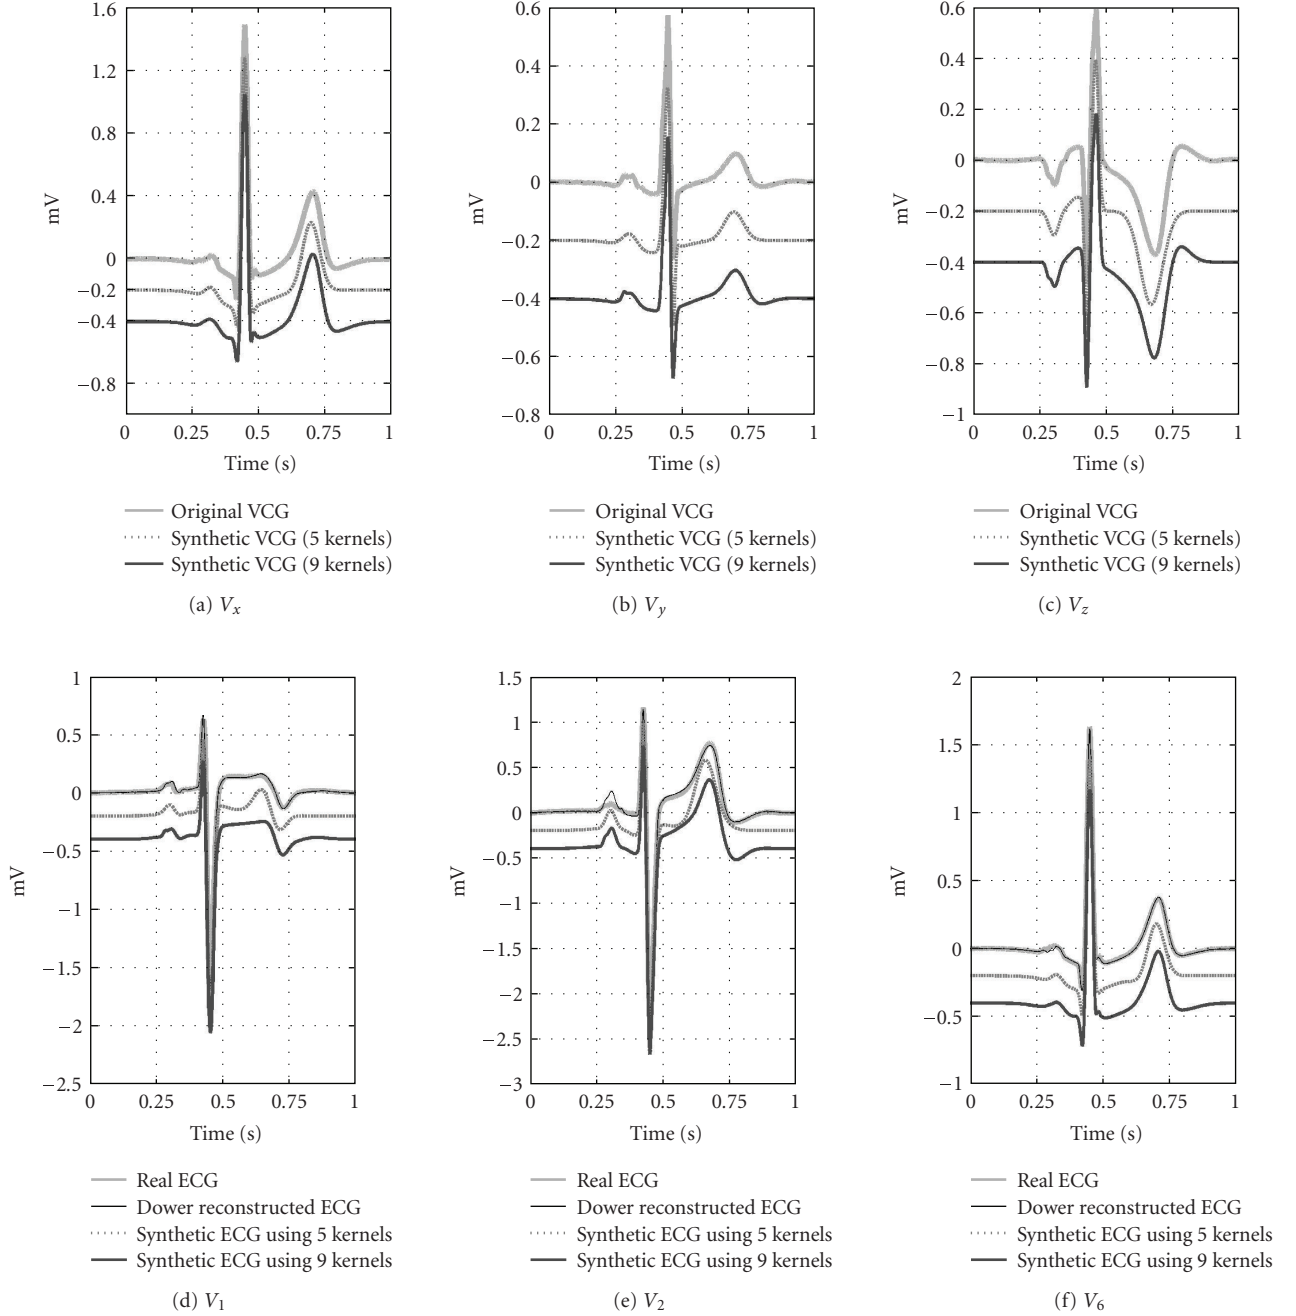 1.6
1.2
0.8
0.4
0
−0.2
−0.4
−0.8
mV
0 0.25 0.5 0.75 1
Time (s)
Original VCG
Synthetic VCG (5 kernels)
Synthetic VCG (9 kernels)
(a) Vx
0.6
0.4
0.2
0
−0.2
−0.4
−0.6
−0.8
mV
0 0.25 0.5 0.75 1
Time (s)
Original VCG
Synthetic VCG (5 kernels)
Synthetic VCG (9 kernels)
(b) Vy
0.6
0.4
0.2
0
−0.2
−0.4
−0.6
−0.8
−1
mV
0 0.25 0.5 0.75 1
Time (s)
Original VCG
Synthetic VCG (5 kernels)
Synthetic VCG (9 kernels)
(c) Vz
1
0.5
0
−0.5
−1
−1.5
−2
−2.5
mV
0 0.25 0.5 0.75 1
Time (s)
Real ECG
Dower reconstructed ECG
Synthetic ECG using 5 kernels
Synthetic ECG using 9 kernels
(d) V1
1.5
1
0.5
0
−0.5
−1
−1.5
−2
−2.5
−3
mV
0 0.25 0.5 0.75 1
Time (s)
Real ECG
Dower reconstructed ECG
Synthetic ECG using 5 kernels
Synthetic ECG using 9 kernels
(e) V2
2
1.5
1
0.5
0
−0.5
−1
mV
0 0.25 0.5 0.75 1
Time (s)
Real ECG
Dower reconstructed ECG
Synthetic ECG using 5 kernels
Synthetic ECG using 9 kernels
(f) V6